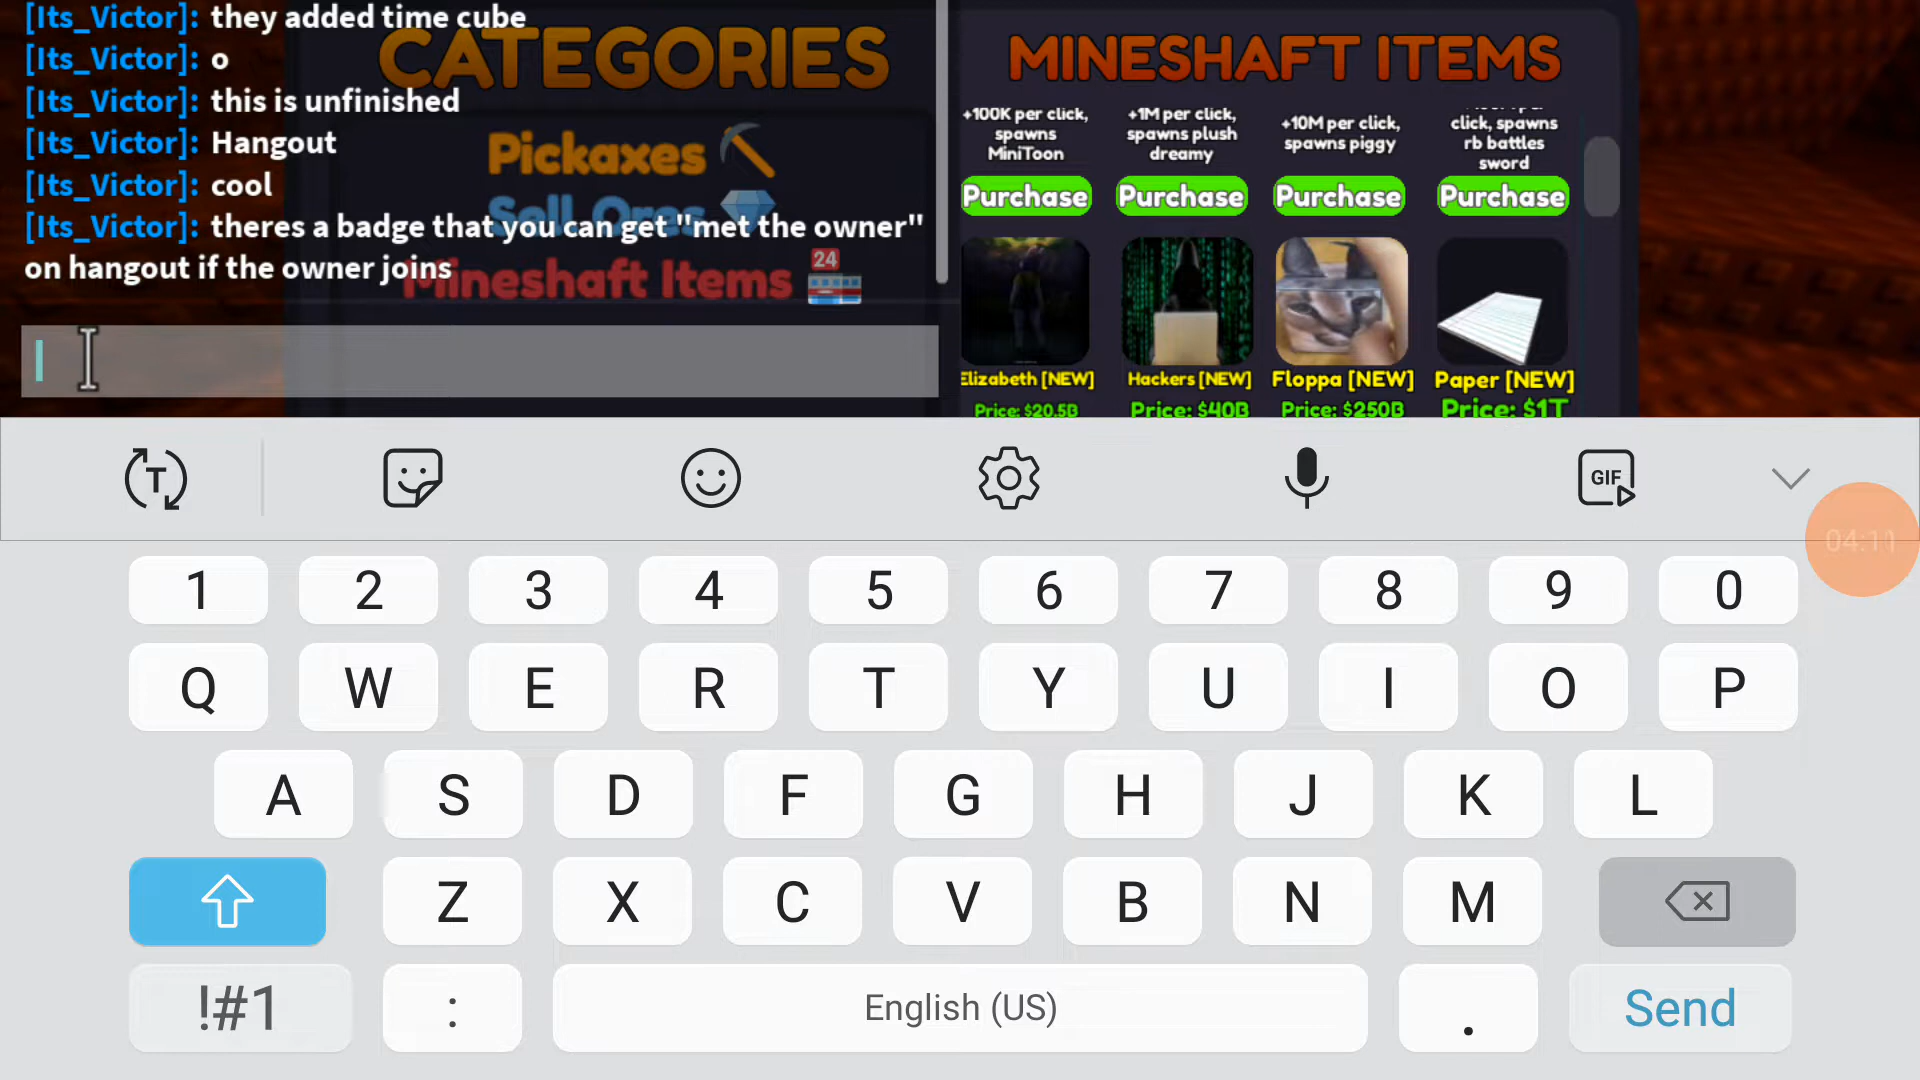 [Its_Victor]: they added time cube
[Its_Victor]: o
[Its_Victor]: this is unfinished
[Its_Victor]: Hangout
[Its_Victor]: cool
[Its_Victor]: theres a badge that you can get "met the owner"
on hangout if the owner joins
CATEGORIES
Pickaxes
Sell Ores
Mineshaft Items
24
MINESHAFT ITEMS
+100K per click,
spawns
MiniToon
Purchase
+1M per click,
spawns plush
dreamy
Purchase
+10M per click,
spawns piggy
Purchase
click, spawns
rb battles
sword
Purchase
Elizabeth [NEW]
Price: $20.5B
Hackers [NEW]
Price: $40B
Floppa [NEW]
Price: $250B
Paper [NEW]
Price: $1T
T
GIF
04:11
1 2 3 4 5 6 7 8 9 0
Q W E R T Y U I O P
A S D F G H J K L
Z X C V B N M
!#1 : English (US) . Send